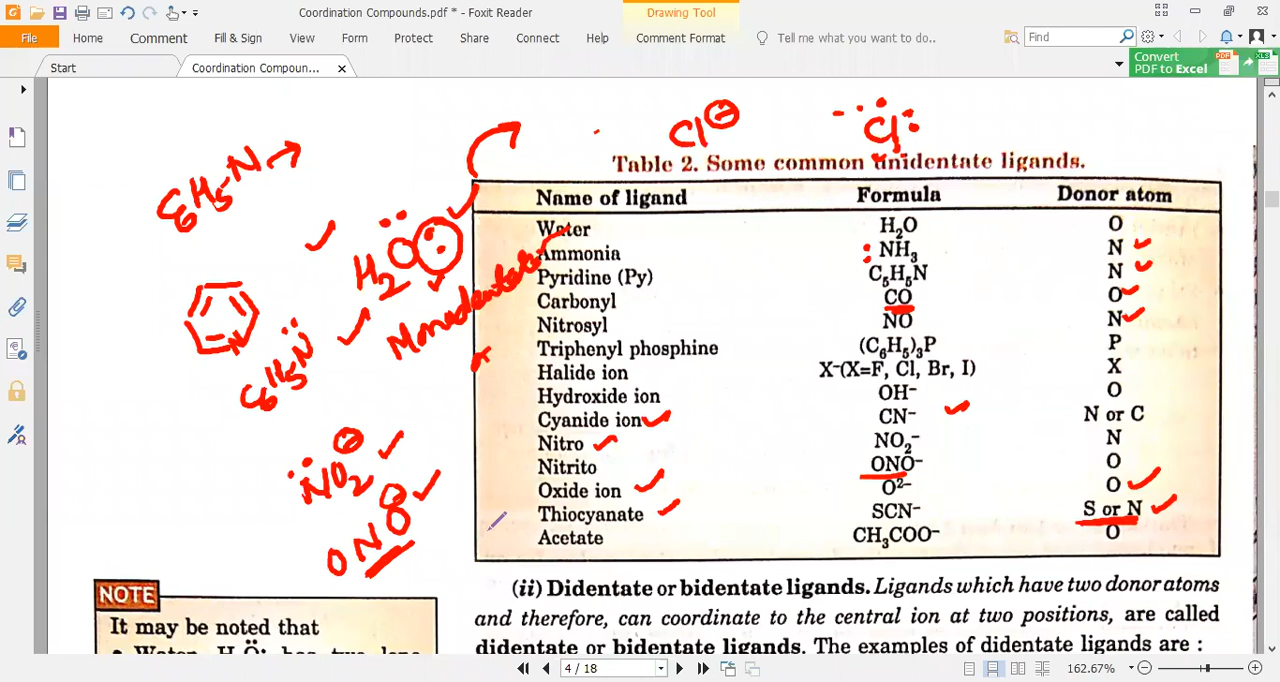 Coordination Compounds.pdf * - Foxit Reader
Drawing Tool
File Home Comment Fill & Sign View Form Protect Share Connect Help Comment Format Tell me what you want to do.. Find
Start Coordination Compoun... Convert PDF to Excel
Cl⊖ Cl
C5H5N→
H2O
Monodentate
C5H5N
N
NO2⊖
ONO
Table 2. Some common unidentate ligands.
Name of ligand Formula Donor atom
Water H₂O O
Ammonia :NH₃ N
Pyridine (Py) C₅H₅N N
Carbonyl CO O
Nitrosyl NO N
Triphenyl phosphine (C₆H₅)₃P P
Halide ion X⁻(X=F, Cl, Br, I) X
Hydroxide ion OH⁻ O
Cyanide ion CN⁻ N or C
Nitro NO₂⁻ N
Nitrito ONO⁻ O
Oxide ion O²⁻ O
Thiocyanate SCN⁻ S or N
Acetate CH₃COO⁻ O
(ii) Didentate or bidentate ligands. Ligands which have two donor atoms
and therefore, can coordinate to the central ion at two positions, are called
didentate or bidentate ligands. The examples of didentate ligands are :
NOTE
It may be noted that
• Water, H₂O: has two lone
4 / 18 162.67%